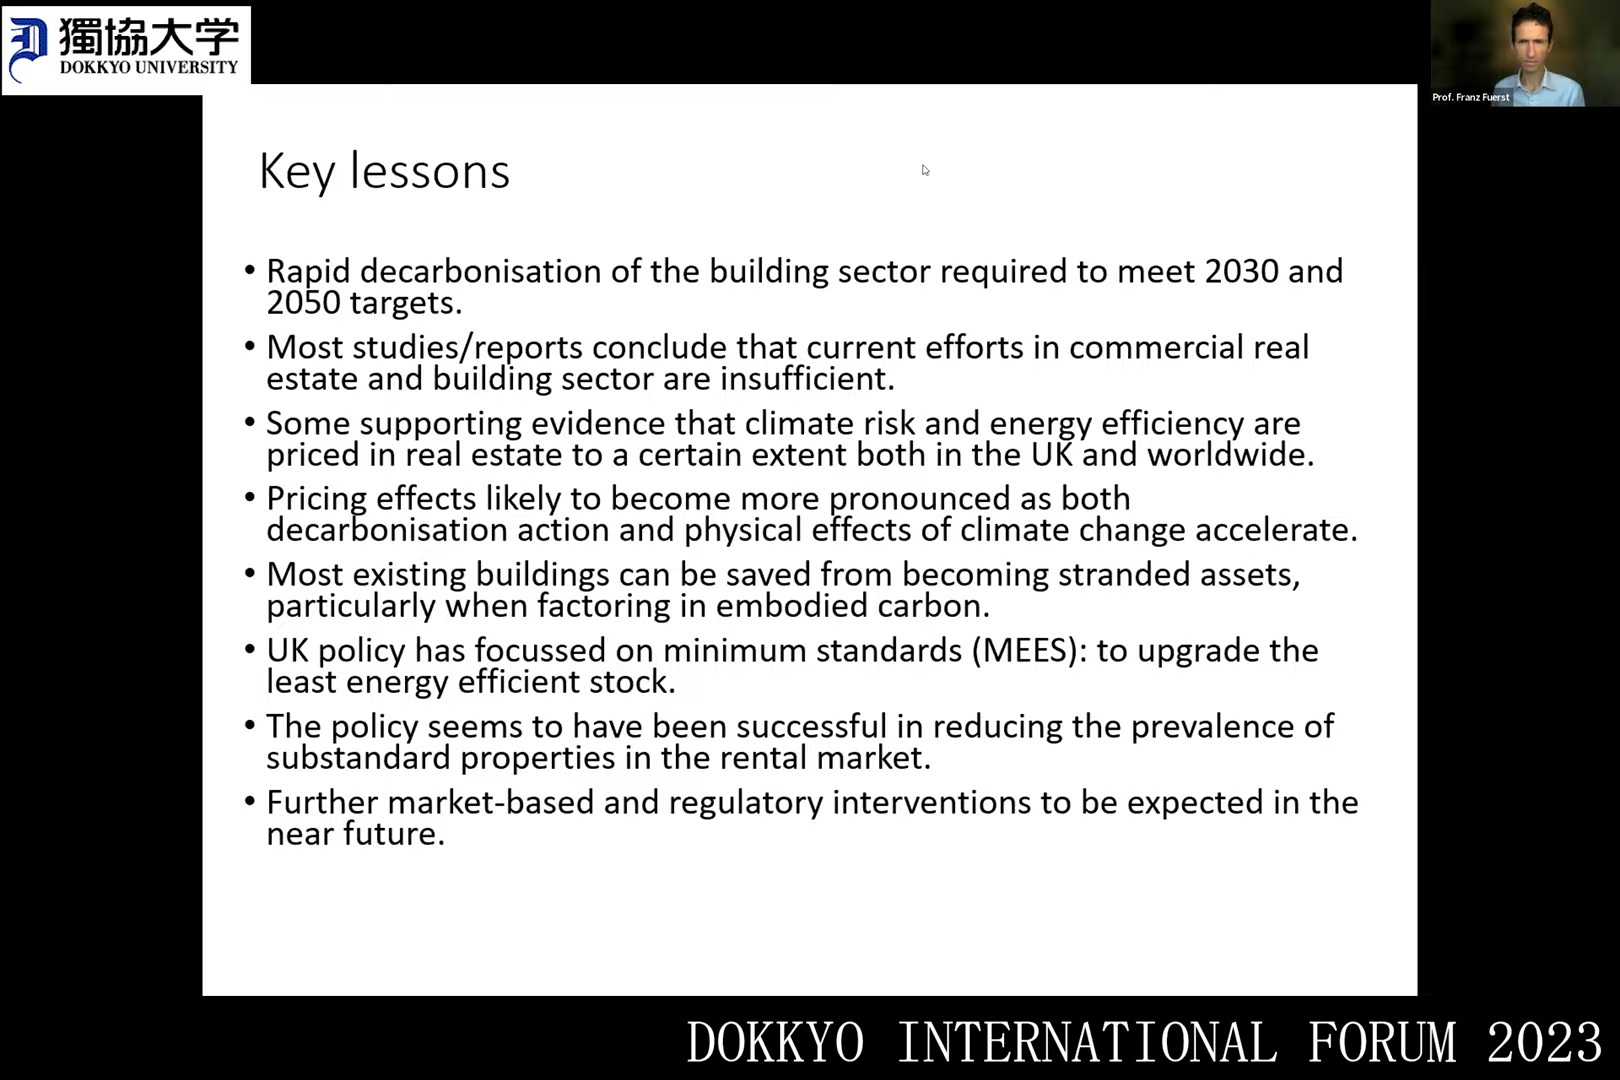 獨協大学
DOKKYO UNIVERSITY
Prof. Franz Fuerst
Key lessons
• Rapid decarbonisation of the building sector required to meet 2030 and
2050 targets.
• Most studies/reports conclude that current efforts in commercial real
estate and building sector are insufficient.
• Some supporting evidence that climate risk and energy efficiency are
priced in real estate to a certain extent both in the UK and worldwide.
• Pricing effects likely to become more pronounced as both
decarbonisation action and physical effects of climate change accelerate.
• Most existing buildings can be saved from becoming stranded assets,
particularly when factoring in embodied carbon.
• UK policy has focussed on minimum standards (MEES): to upgrade the
least energy efficient stock.
• The policy seems to have been successful in reducing the prevalence of
substandard properties in the rental market.
• Further market-based and regulatory interventions to be expected in the
near future.
DOKKYO INTERNATIONAL FORUM 2023